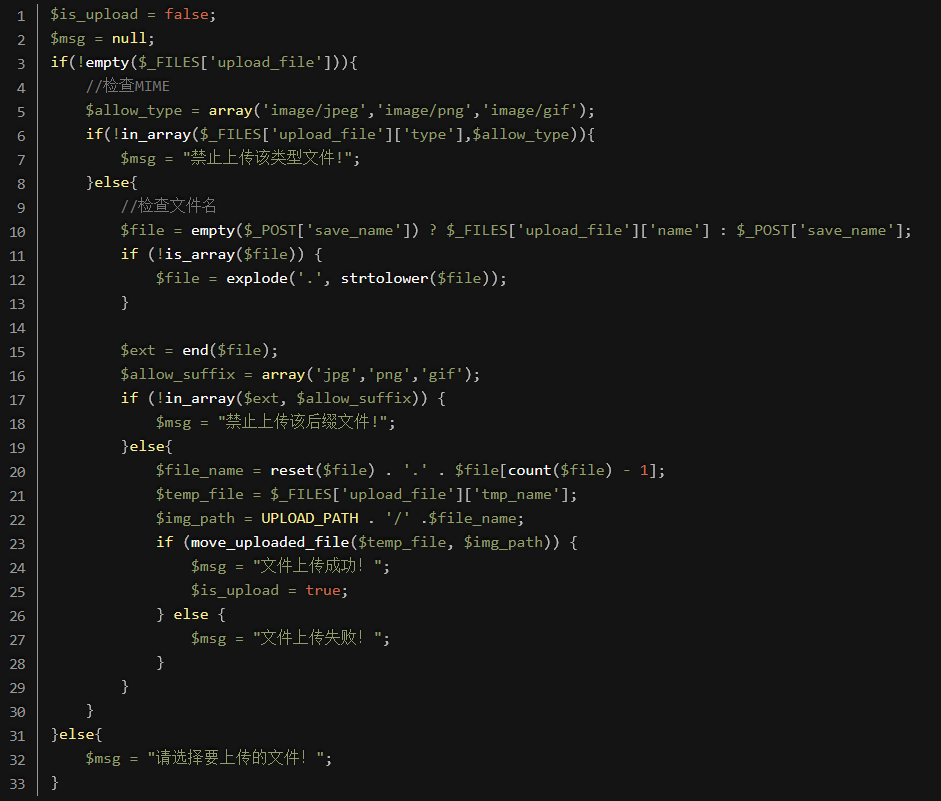 1 $is_upload = false;
2 $msg = null;
3 if(!empty($_FILES['upload_file'])){
4     //检查MIME
5     $allow_type = array('image/jpeg','image/png','image/gif');
6     if(!in_array($_FILES['upload_file']['type'],$allow_type)){
7         $msg = "禁止上传该类型文件!";
8     }else{
9         //检查文件名
10         $file = empty($_POST['save_name']) ? $_FILES['upload_file']['name'] : $_POST['save_name'];
11         if (!is_array($file)) {
12             $file = explode('.', strtolower($file));
13         }
14
15         $ext = end($file);
16         $allow_suffix = array('jpg','png','gif');
17         if (!in_array($ext, $allow_suffix)) {
18             $msg = "禁止上传该后缀文件!";
19         }else{
20             $file_name = reset($file) . '.' . $file[count($file) - 1];
21             $temp_file = $_FILES['upload_file']['tmp_name'];
22             $img_path = UPLOAD_PATH . '/' .$file_name;
23             if (move_uploaded_file($temp_file, $img_path)) {
24                 $msg = "文件上传成功！";
25                 $is_upload = true;
26             } else {
27                 $msg = "文件上传失败！";
28             }
29         }
30     }
31 }else{
32     $msg = "请选择要上传的文件！";
33 }